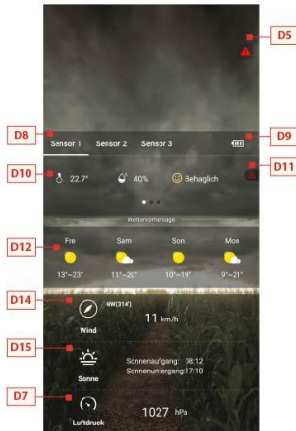 D5
D8
D9
Sensor 1 Sensor 2 Sensor 3
D11
D10
22.7° 40% Behaglich
Wettervorhersage
D12
Fre Sam Son Mon
13°~23° 11°~20° 10°~19° 9°~21°
D14
NW(314°)
11 km/h
Wind
D15
Sonnenaufgang: 08:12
Sonnenuntergang:17:10
Sonne
D7
1027 hPa
Luftdruck